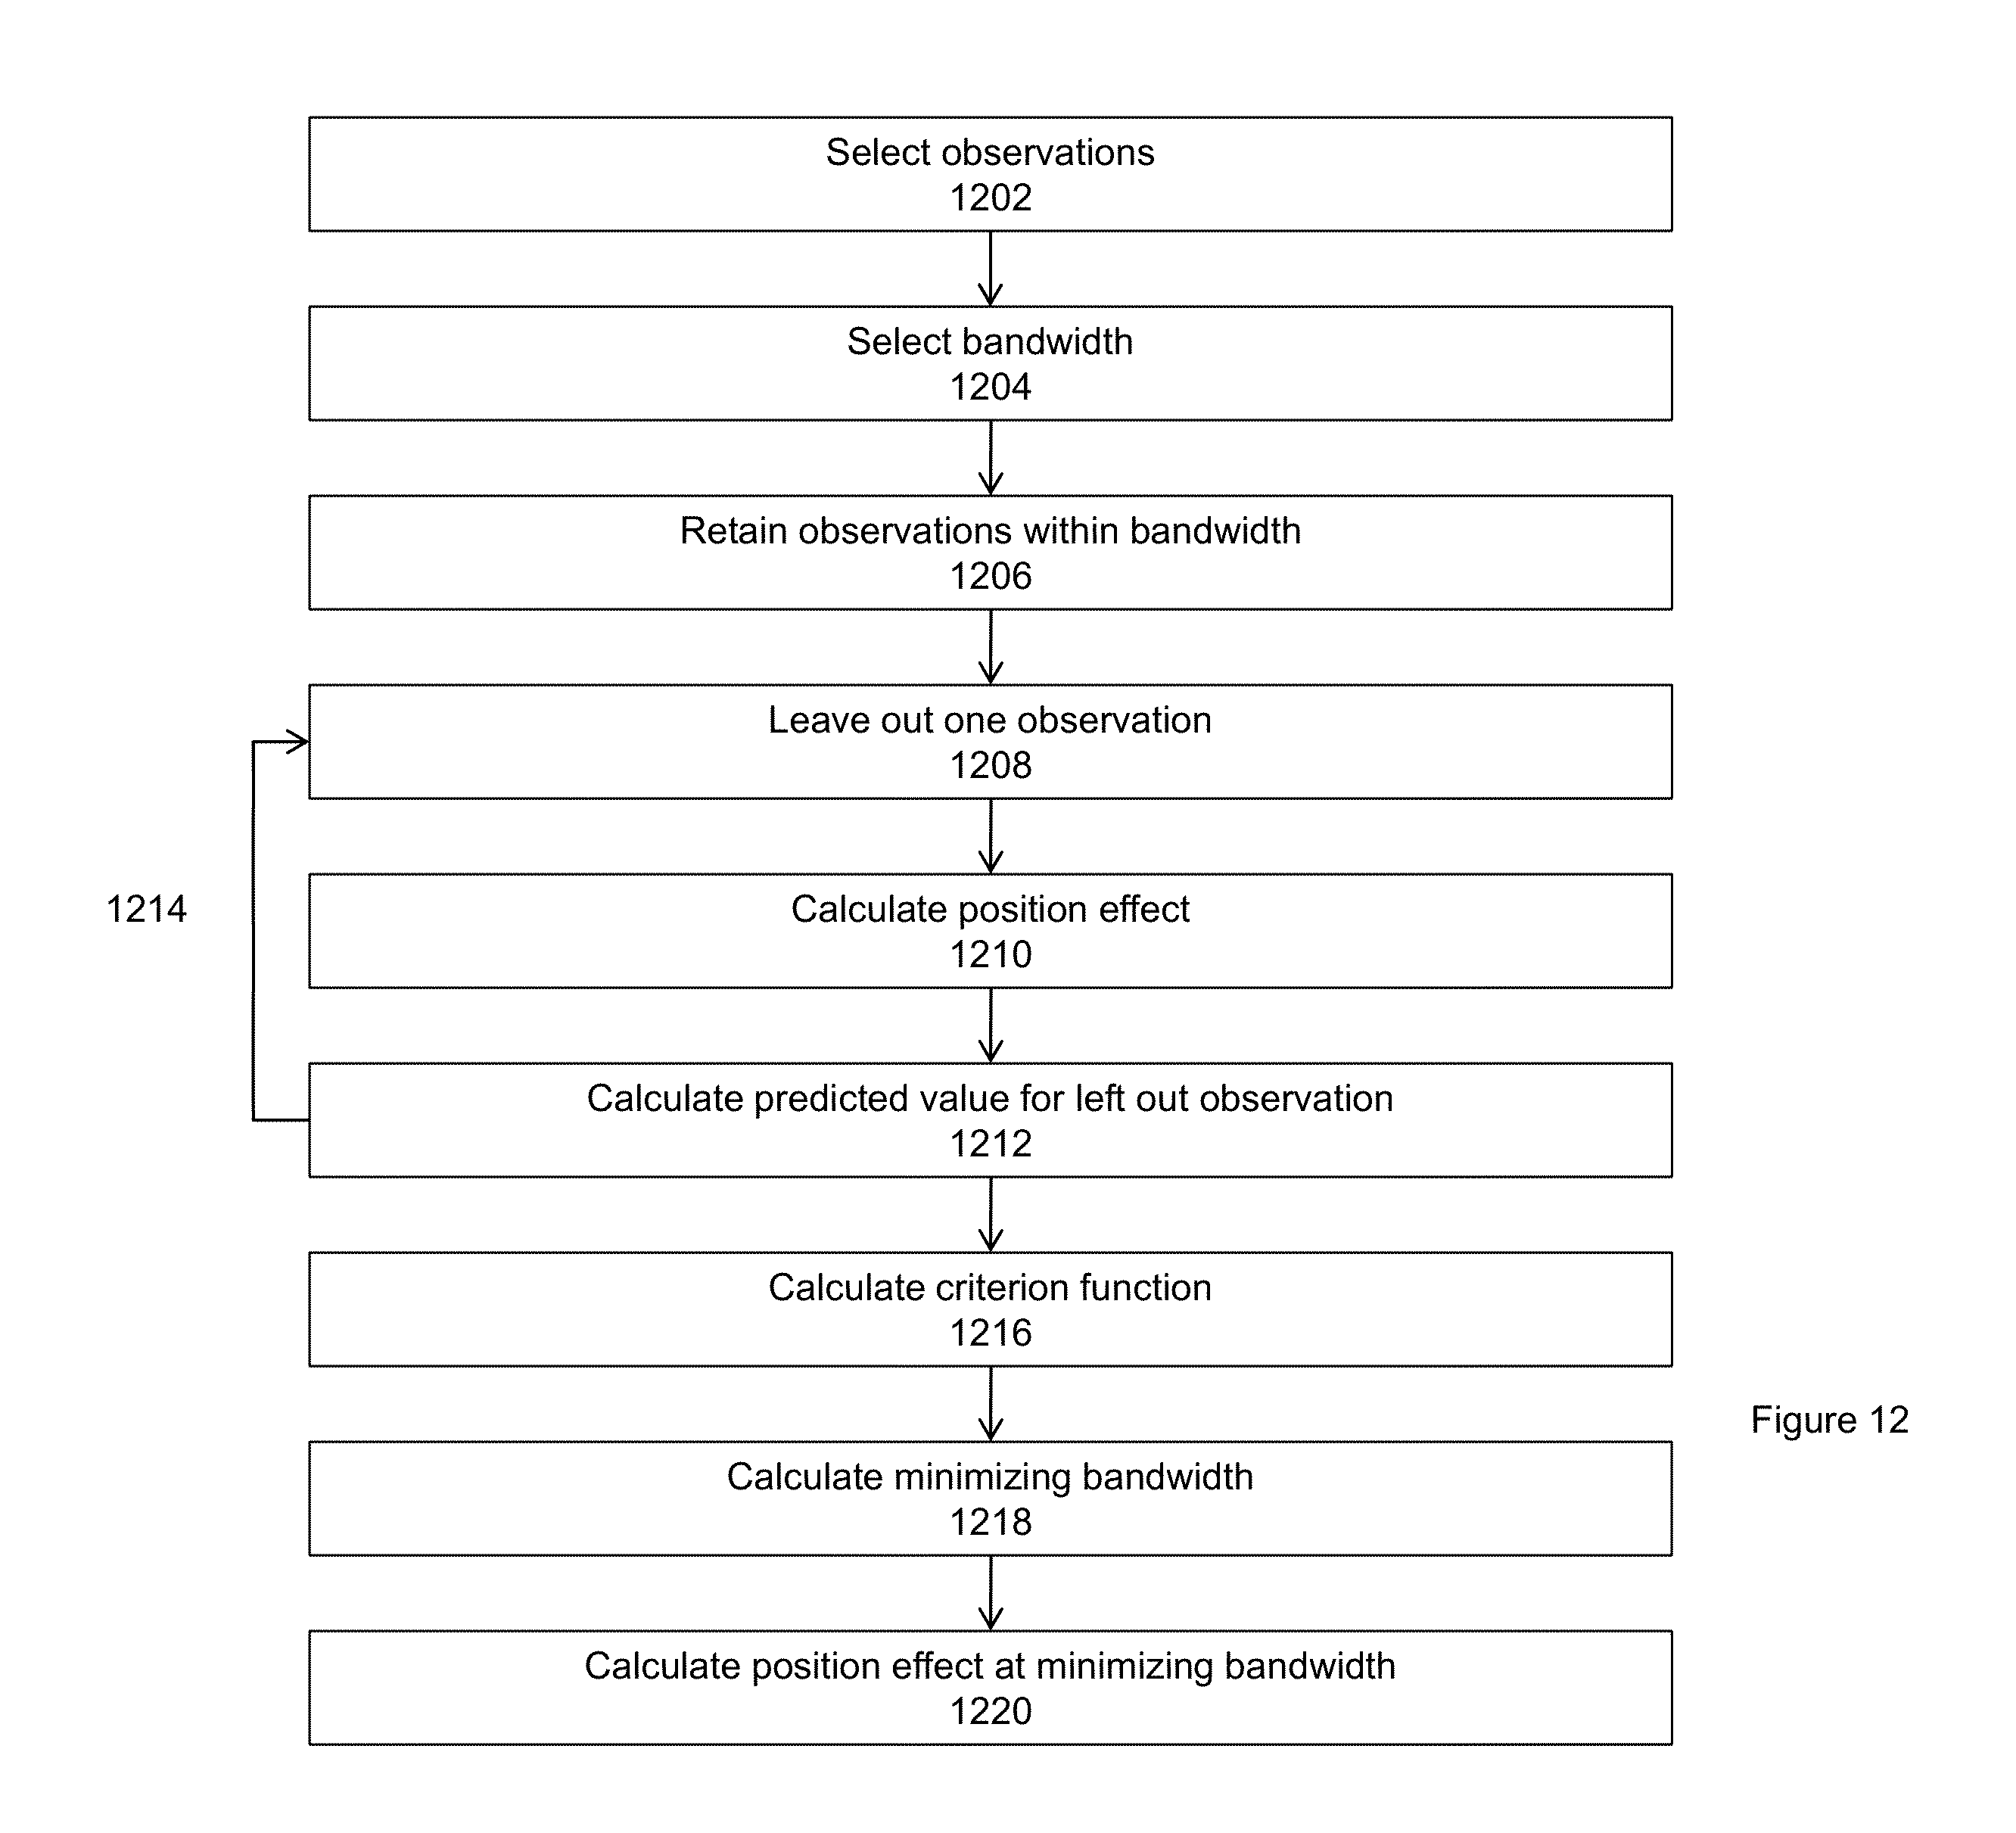 Select observations
1202
Select bandwidth
1204
Retain observations within bandwidth
1206
Leave out one observation
1208
1214
Calculate position effect
1210
Calculate predicted value for left out observation
1212
Calculate criterion function
1216
Figure 12
Calculate minimizing bandwidth
1218
Calculate position effect at minimizing bandwidth
1220